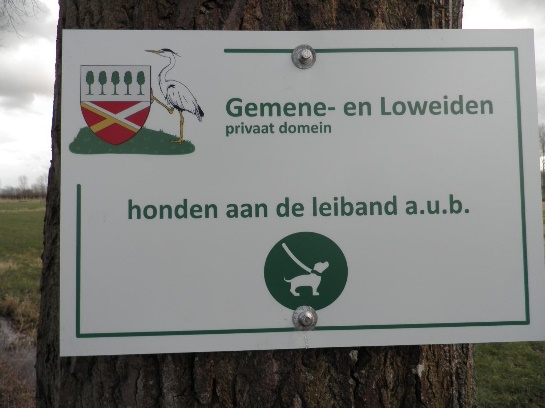 Gemene- en Loweiden
privaat domein
honden aan de leiband a.u.b.